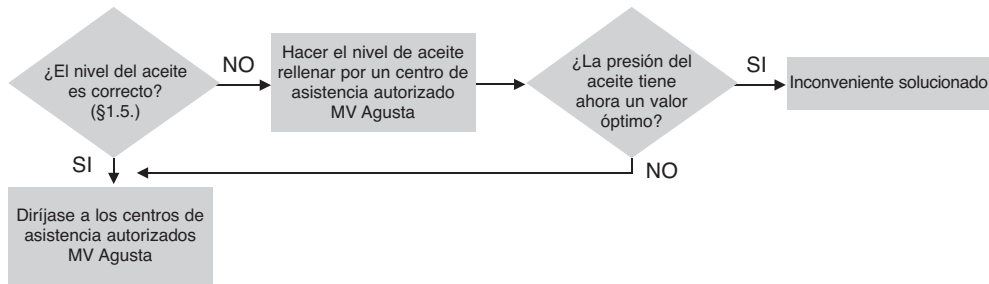 ¿El nivel del aceite
es correcto?
(§1.5.)
NO
Hacer el nivel de aceite
rellenar por un centro de
asistencia autorizado
MV Agusta
¿La presión del
aceite tiene
ahora un valor
óptimo?
SI
Inconveniente solucionado
SI
NO
Diríjase a los centros de
asistencia autorizados
MV Agusta